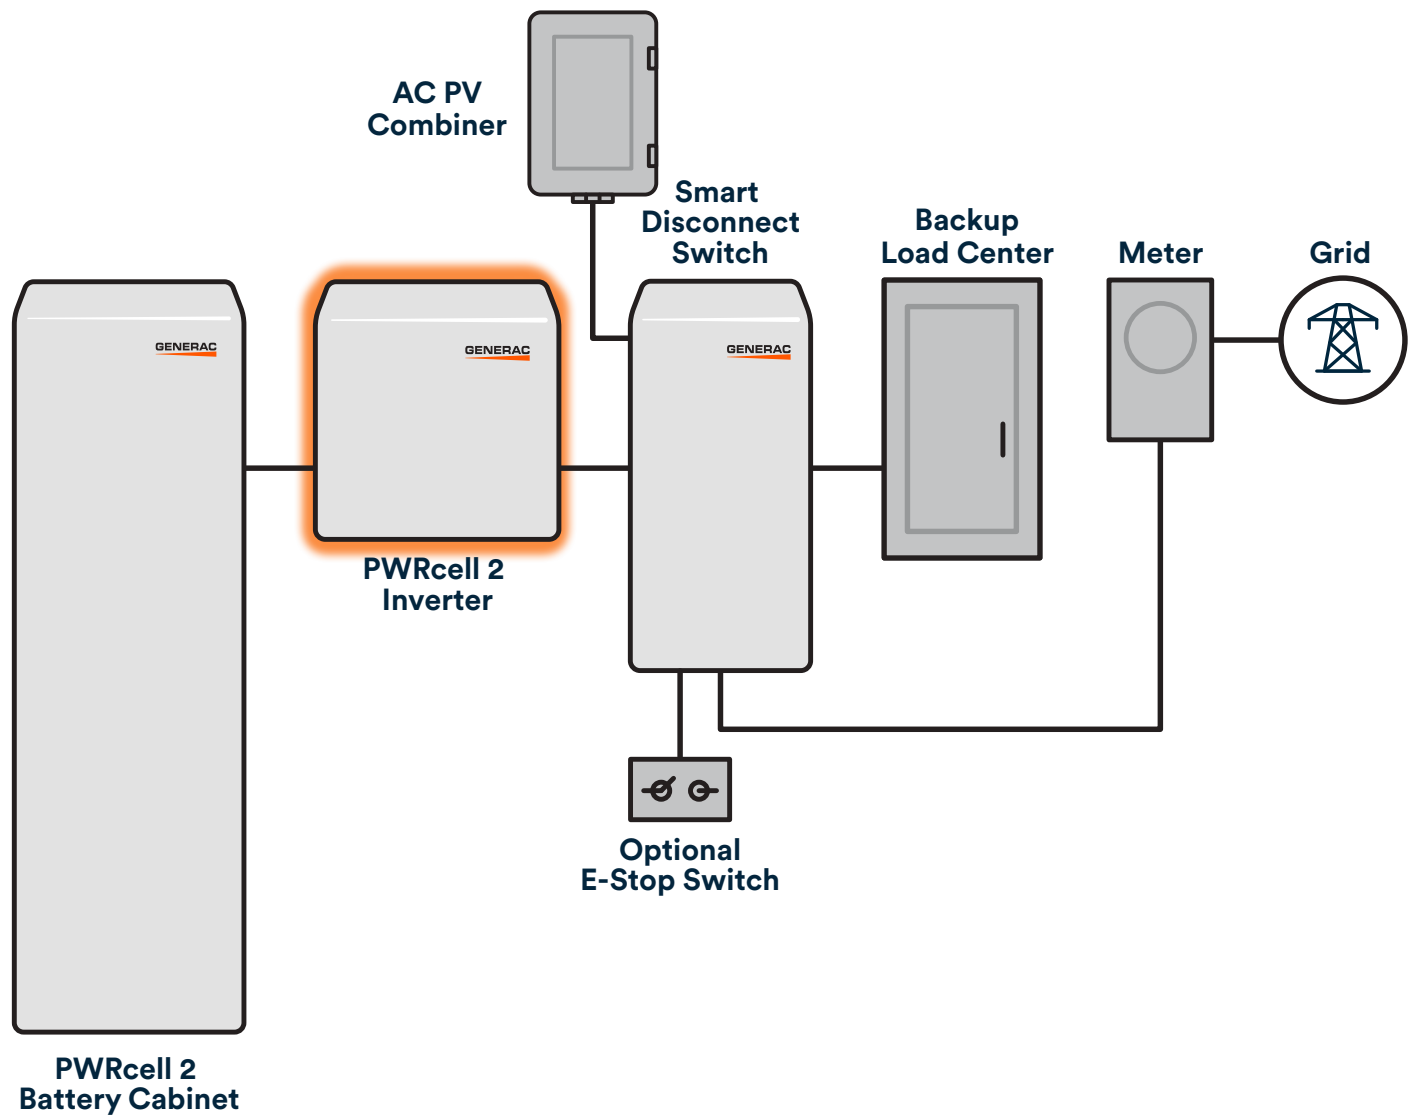 AC PV
Combiner
Smart
Disconnect
Switch
Backup
Load Center
Meter
Grid
GENERAC
GENERAC
GENERAC
PWRcell 2
Inverter
Optional
E-Stop Switch
PWRcell 2
Battery Cabinet